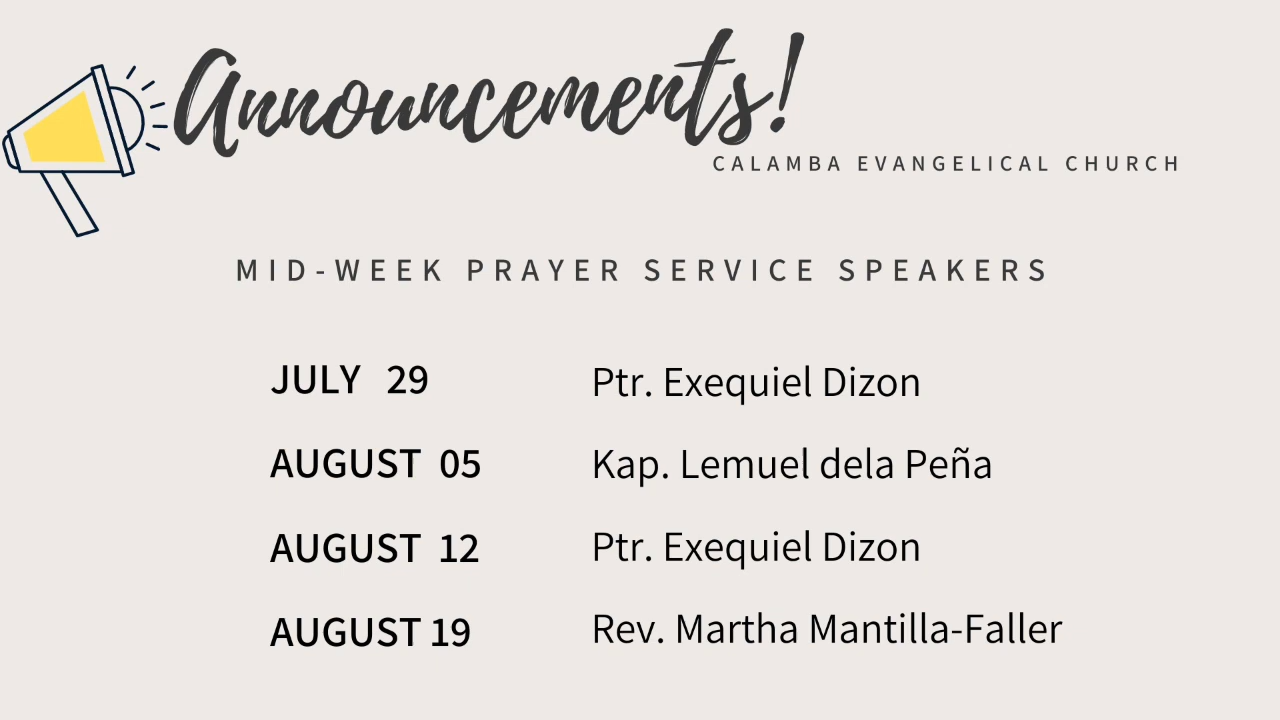 Announcements!
CALAMBA EVANGELICAL CHURCH
MID-WEEK PRAYER SERVICE SPEAKERS
JULY 29 Ptr. Exequiel Dizon
AUGUST 05 Kap. Lemuel dela Peña
AUGUST 12 Ptr. Exequiel Dizon
AUGUST 19 Rev. Martha Mantilla-Faller